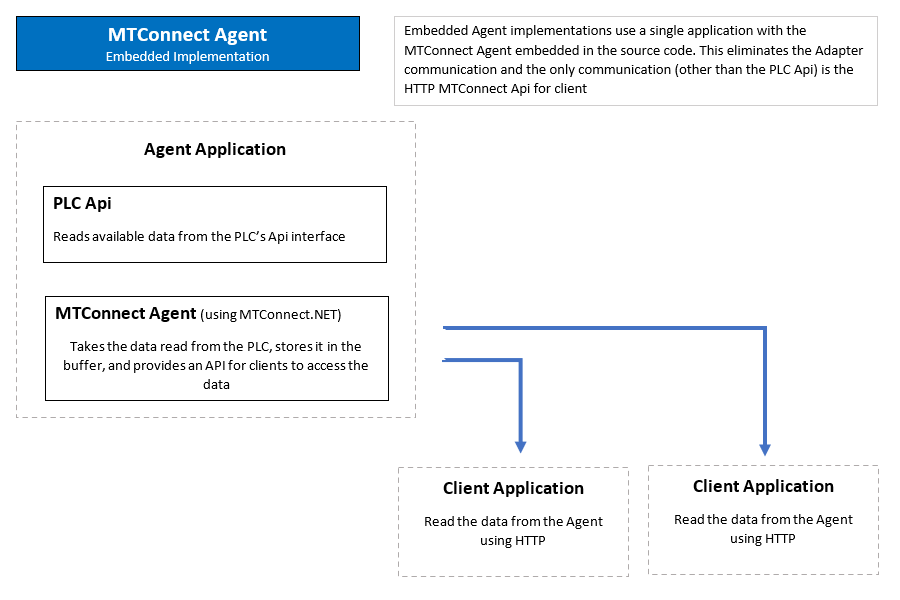 MTConnect Agent
Embedded Implementation
Embedded Agent implementations use a single application with the
MTConnect Agent embedded in the source code. This eliminates the Adapter
communication and the only communication (other than the PLC Api) is the
HTTP MTConnect Api for client
Agent Application
PLC Api
Reads available data from the PLC's Api interface
MTConnect Agent (using MTConnect.NET)
Takes the data read from the PLC, stores it in the
buffer, and provides an API for clients to access the
data
Client Application
Read the data from the Agent
using HTTP
Client Application
Read the data from the Agent
using HTTP